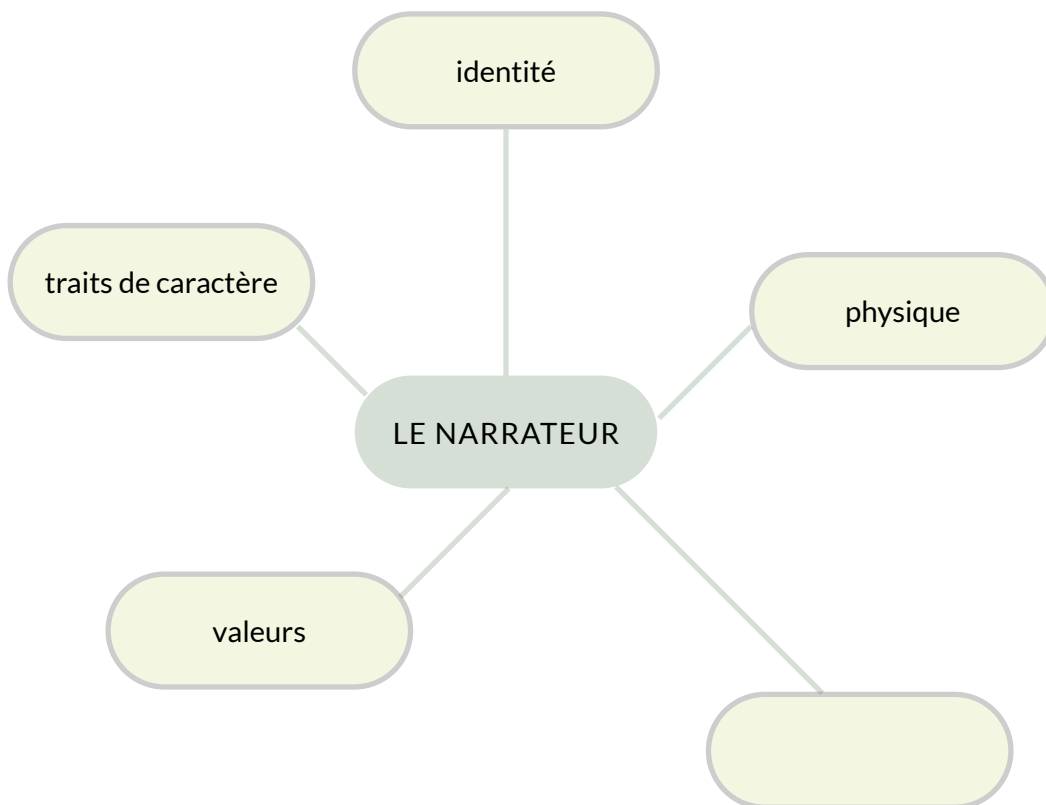 identité
traits de caractère
physique
LE NARRATEUR
valeurs